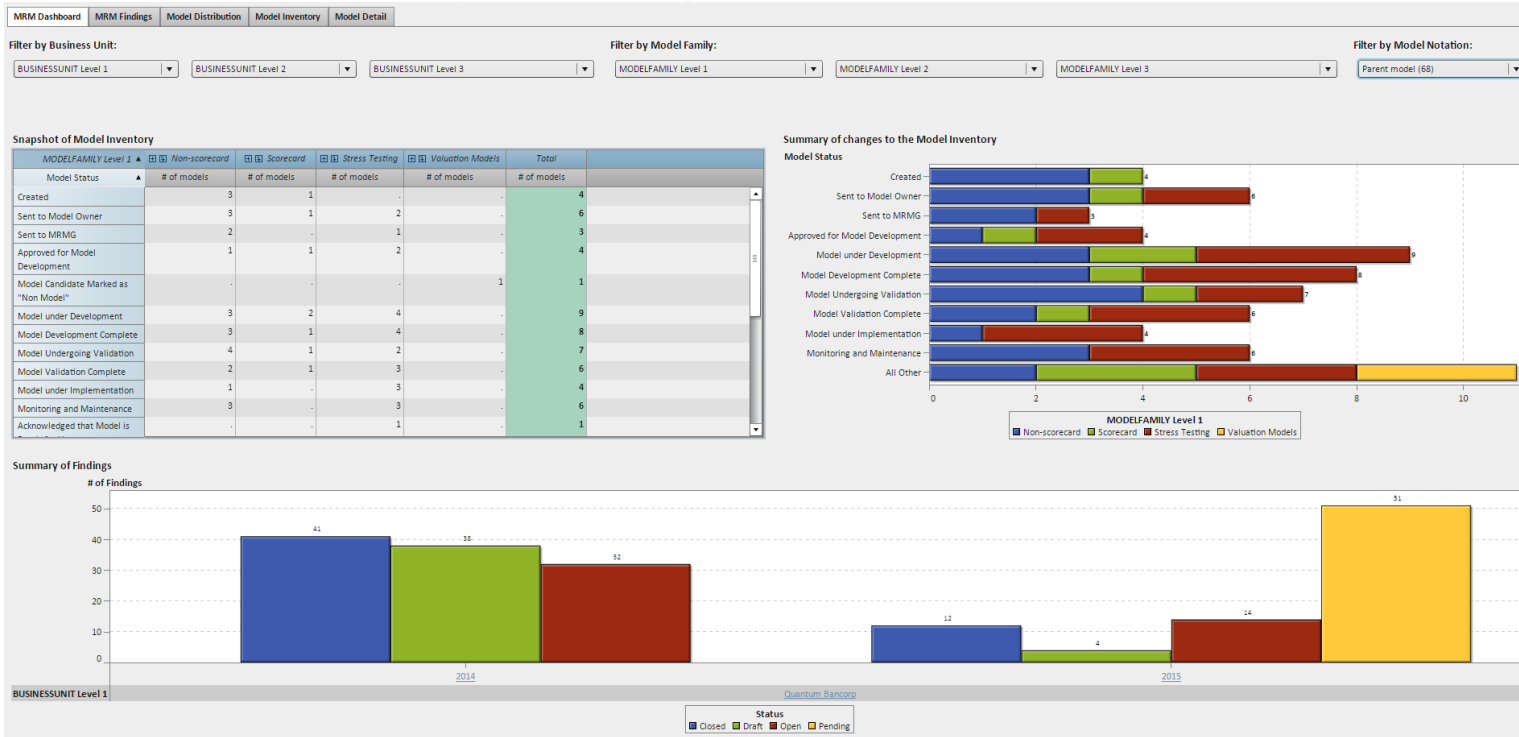 MRM Dashboard MRM Findings Model Distribution Model Inventory Model Detail
Filter by Business Unit: Filter by Model Family: Filter by Model Notation:
BUSINESSUNIT Level 1 BUSINESSUNIT Level 2 BUSINESSUNIT Level 3 MODELFAMILY Level 1 MODELFAMILY Level 2 MODELFAMILY Level 3 Parent model (68)
Snapshot of Model Inventory
MODELFAMILY Level 1 Non-scorecard Scorecard Stress Testing Valuation Models Total
Model Status # of models # of models # of models # of models # of models
Created 3 1 . . 4
Sent to Model Owner 3 1 2 . 6
Sent to MRMG 2 . 1 . 3
Approved for Model 1 1 2 . 4
Development
Model Candidate Marked as . . . 1 1
"Non Model"
Model under Development 3 2 4 . 9
Model Development Complete 3 1 4 . 8
Model Undergoing Validation 4 1 2 . 7
Model Validation Complete 2 1 3 . 6
Model under Implementation 1 . 3 . 4
Monitoring and Maintenance 3 . 3 . 6
Acknowledged that Model is . . 1 . 1
Summary of changes to the Model Inventory
Model Status
Created 4
Sent to Model Owner 6
Sent to MRMG 3
Approved for Model Development 4
Model under Development 9
Model Development Complete 8
Model Undergoing Validation 7
Model Validation Complete 6
Model under Implementation 4
Monitoring and Maintenance 6
All Other
0 2 4 6 8 10
MODELFAMILY Level 1
Non-scorecard Scorecard Stress Testing Valuation Models
Summary of Findings
# of Findings
50
40
30
20
10
0
41 38 32 12 4 14 51
2014 2015
BUSINESSUNIT Level 1 Quantum Bancorp
Status
Closed Draft Open Pending